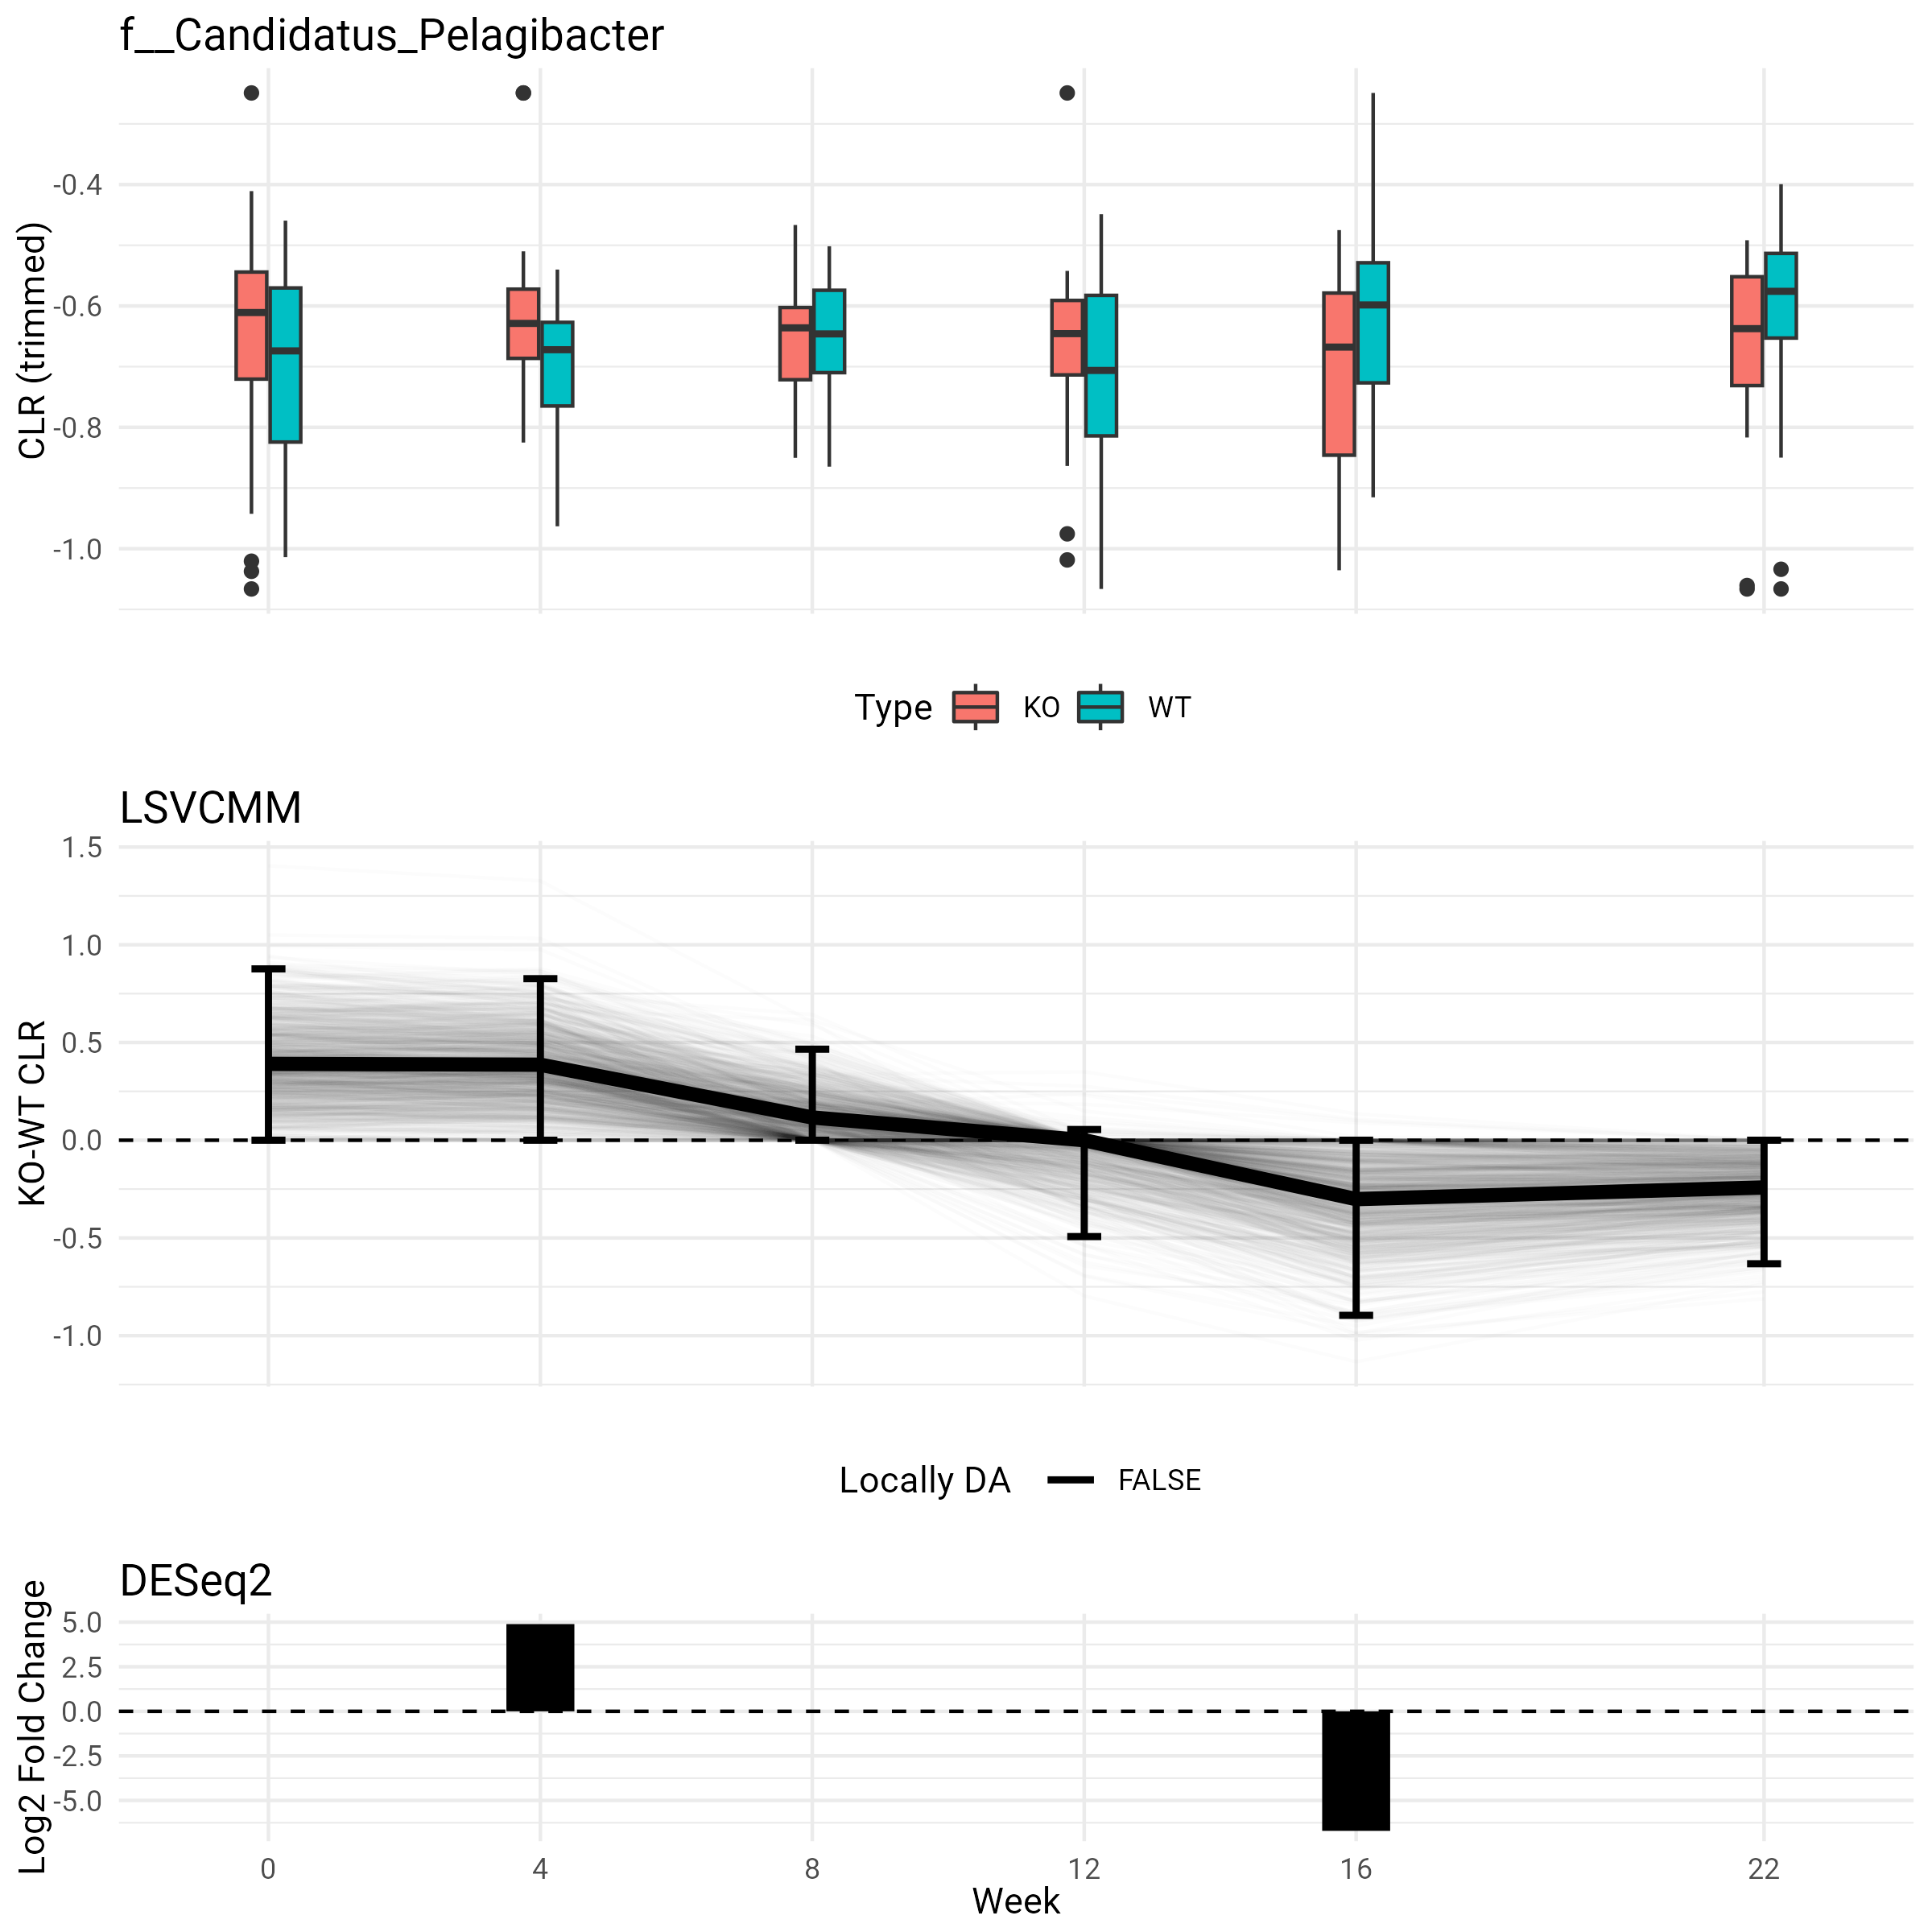 f__Candidatus_Pelagibacter
CLR (trimmed)
-0.4
-0.6
-0.8
-1.0
Type KO WT
LSVCMM
KO-WT CLR
1.5
1.0
0.5
0.0
-0.5
-1.0
Locally DA FALSE
DESeq2
Log2 Fold Change
5.0
2.5
0.0
-2.5
-5.0
0 4 8 12 16 22
Week